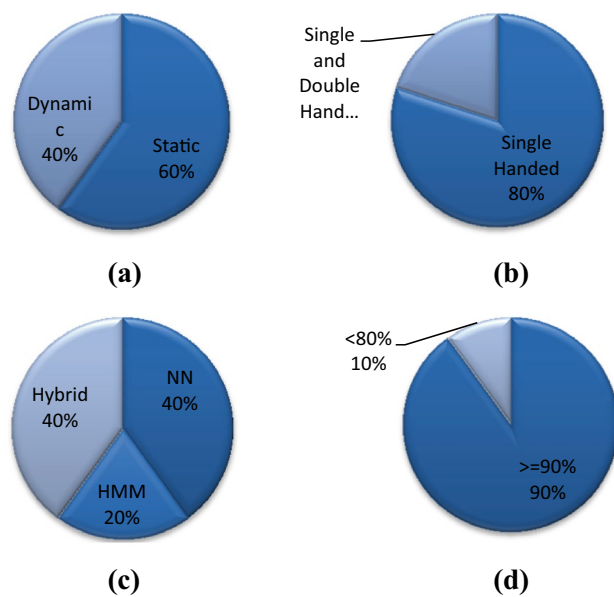 Dynami
c
40%
Static
60%
(a)
Single
and
Double
Hand...
Single
Handed
80%
(b)
Hybrid
40%
NN
40%
HMM
20%
(c)
<80%
10%
>=90%
90%
(d)